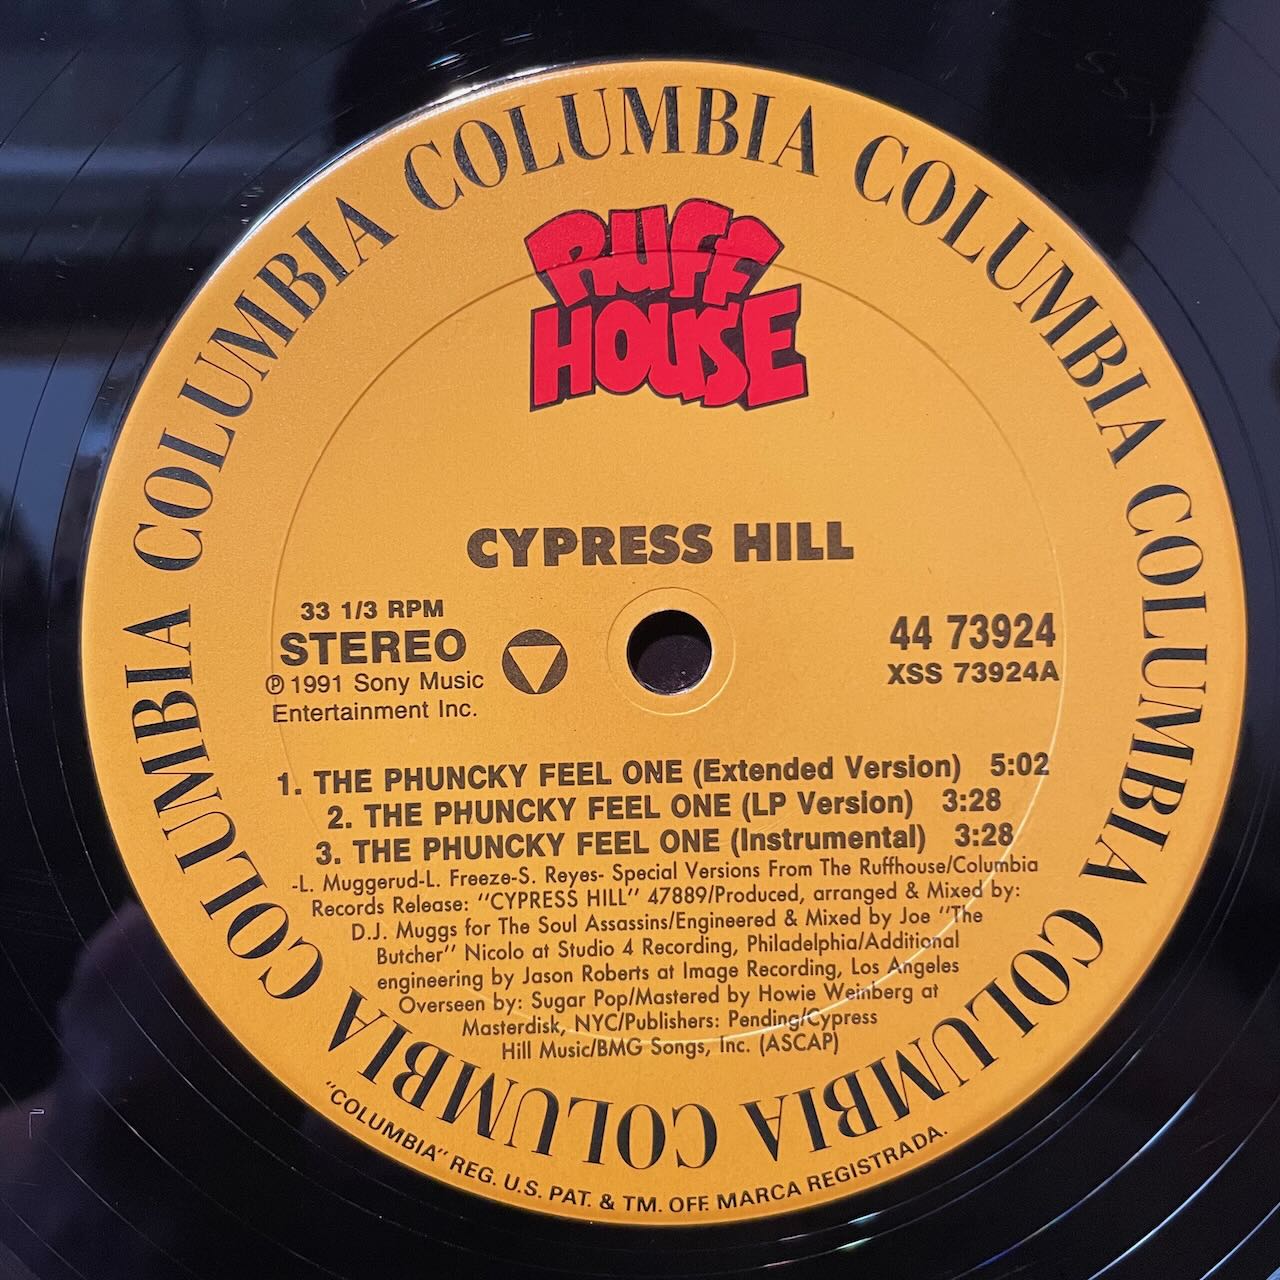 COLUMBIA COLUMBIA COLUMBIA COLUMBIA COLUMBIA COLUMBIA COLUMBIA COLUMBIA COLUMBIA COLUMBIA
RUFF
HOUSE
CYPRESS HILL
33 1/3 RPM
STEREO
℗ 1991 Sony Music
Entertainment Inc.
44 73924
XSS 73924A
1. THE PHUNCKY FEEL ONE (Extended Version) 5:02
2. THE PHUNCKY FEEL ONE (LP Version) 3:28
3. THE PHUNCKY FEEL ONE (Instrumental) 3:28
-L. Muggerud-L. Freeze-S. Reyes- Special Versions From The Ruffhouse/Columbia
Records Release: "CYPRESS HILL" 47889/Produced, arranged & Mixed by:
D.J. Muggs for The Soul Assassins/Engineered & Mixed by Joe "The
Butcher" Nicolo at Studio 4 Recording, Philadelphia/Additional
engineering by Jason Roberts at Image Recording, Los Angeles
Overseen by: Sugar Pop/Mastered by Howie Weinberg at
Masterdisk, NYC/Publishers: Pending/Cypress
Hill Music/BMG Songs, Inc. (ASCAP)
"COLUMBIA" REG. U.S. PAT. & TM. OFF. MARCA REGISTRADA.